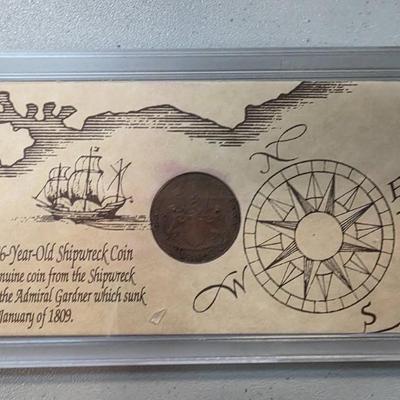 6-Year-Old Shipwreck Coin
nuine coin from the Shipwreck
the Admiral Gardner which sunk
January of 1809.
N
E
W
S